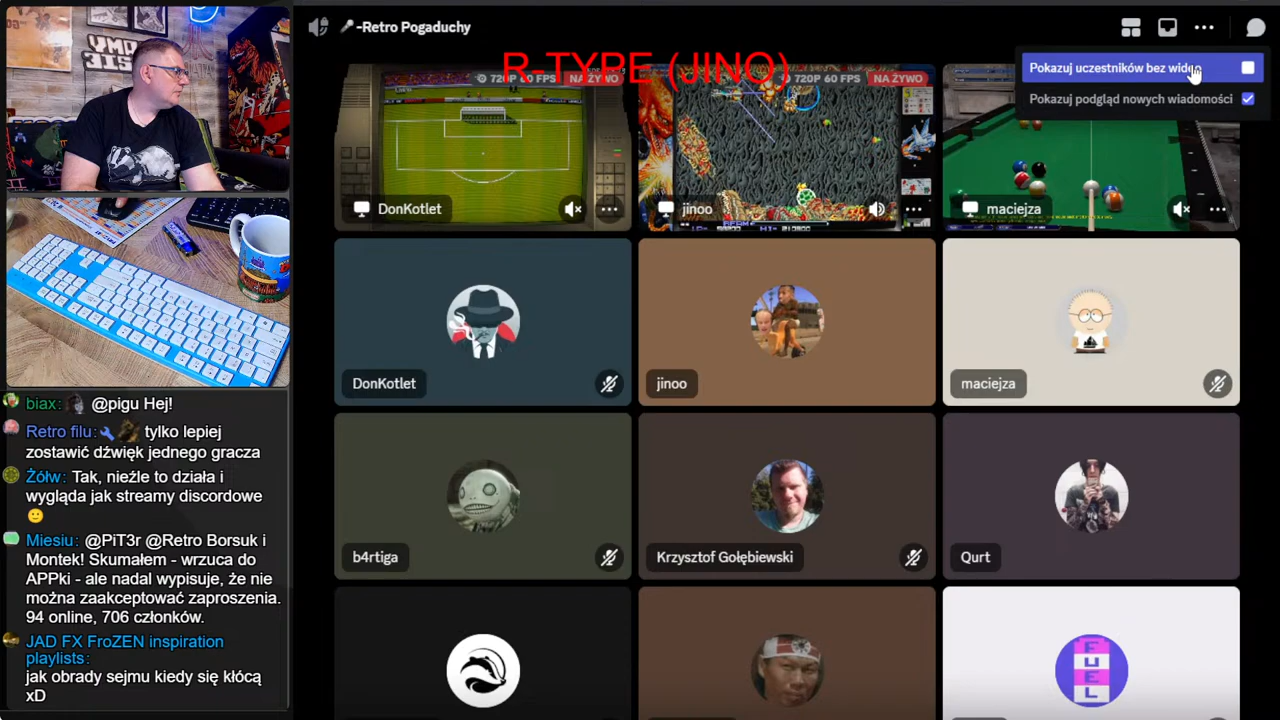 -Retro Pogaduchy
R-TYPE (JINO)
720P 60 FPS
NA ŻYWO
720P 60 FPS
NA ŻYWO
Pokazuj uczestników bez wideo
Pokazuj podgląd nowych wiadomości
DonKotlet
jinoo
maciejza
DonKotlet
jinoo
maciejza
b4rtiga
Krzysztof Gołębiewski
Qurt
FUEL
biax: @pigu Hej!
Retro filu: tylko lepiej
zostawić dźwięk jednego gracza
Żółw: Tak, nieźle to działa i
wygląda jak streamy discordowe
Miesiu: @PiT3r @Retro Borsuk i
Montek! Skumałem - wrzuca do
APPki - ale nadal wypisuje, że nie
można zaakceptować zaproszenia.
94 online, 706 członków.
JAD FX FroZEN inspiration
playlists:
jak obrady sejmu kiedy się kłócą
xD